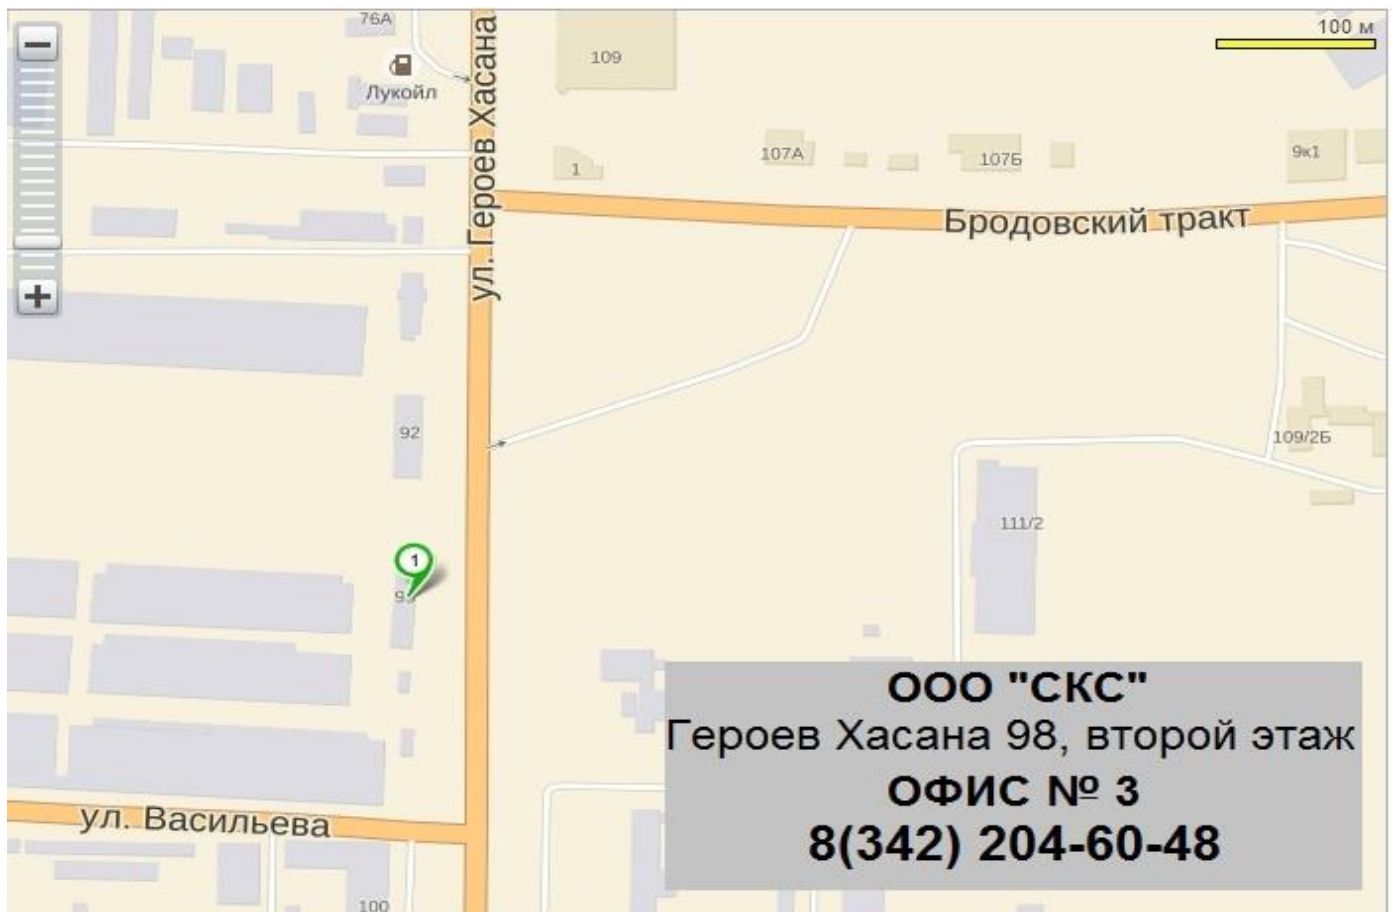 76А
100 м
Лукойл
ул. Героев Хасана
109
1
107А
107Б
9к1
Бродовский тракт
92
109/2Б
111/2
1
ООО "СКС"
Героев Хасана 98, второй этаж
ОФИС № 3
8(342) 204-60-48
ул. Васильева
100